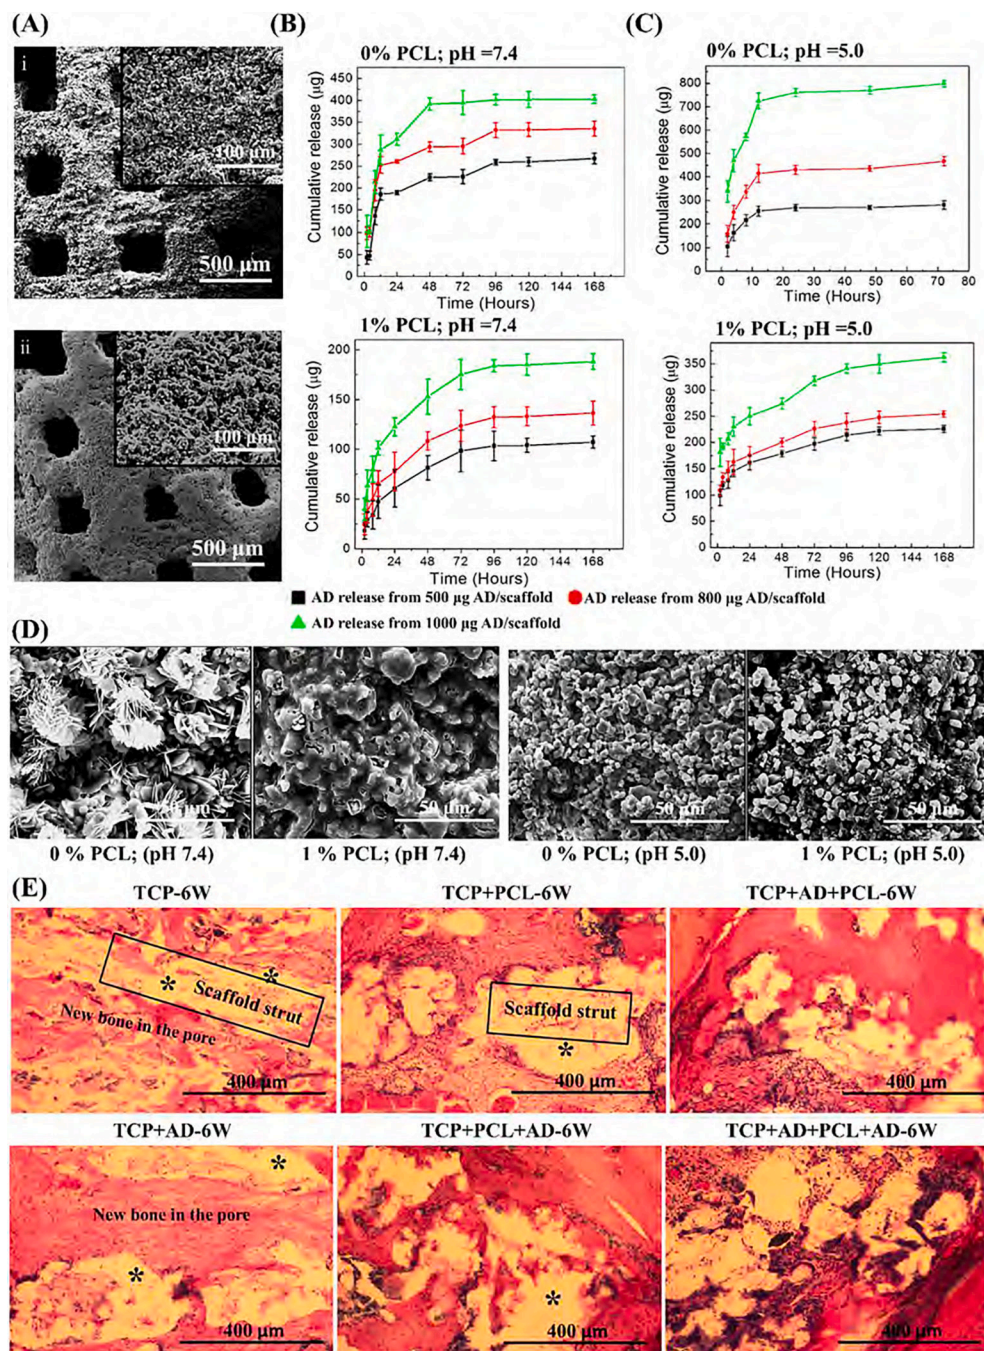 (A)
i
100 µm
500 µm
ii
100 µm
500 µm
(B)
0% PCL; pH =7.4
Cumulative release (µg)
450
400
350
300
250
200
150
100
50
0
0 24 48 72 96 120 144 168
Time (Hours)
1% PCL; pH =7.4
Cumulative release (µg)
200
150
100
50
0
0 24 48 72 96 120 144 168
Time (Hours)
(C)
0% PCL; pH =5.0
Cumulative release (µg)
800
700
600
500
400
300
200
100
0
0 10 20 30 40 50 60 70 80
Time (Hours)
1% PCL; pH =5.0
Cumulative release (µg)
350
300
250
200
150
100
50
0
0 24 48 72 96 120 144 168
Time (Hours)
AD release from 500 µg AD/scaffold
AD release from 800 µg AD/scaffold
AD release from 1000 µg AD/scaffold
(D)
50 µm
50 µm
50 µm
50 µm
0 % PCL; (pH 7.4)
1 % PCL; (pH 7.4)
0 % PCL; (pH 5.0)
1 % PCL; (pH 5.0)
(E)
TCP-6W
TCP+PCL-6W
TCP+AD+PCL-6W
*
*
Scaffold strut
New bone in the pore
400 µm
Scaffold strut
*
400 µm
400 µm
TCP+AD-6W
TCP+PCL+AD-6W
TCP+AD+PCL+AD-6W
*
New bone in the pore
*
400 µm
*
400 µm
400 µm